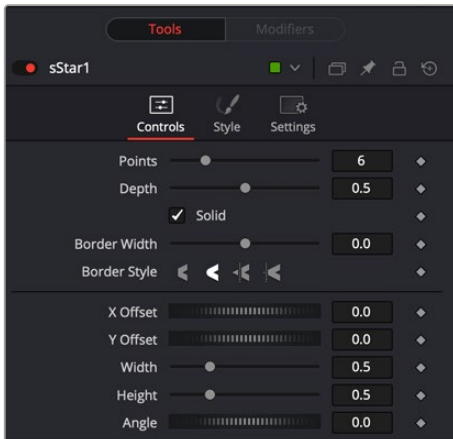 Tools Modifiers
sStar1
Controls Style Settings
Points 6
Depth 0.5
Solid
Border Width 0.0
Border Style
X Offset 0.0
Y Offset 0.0
Width 0.5
Height 0.5
Angle 0.0